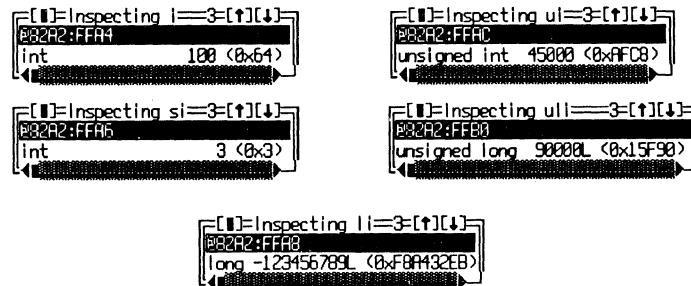 [■]=Inspecting i==3=[↑][↓]
@82A2:FFA4
int 100 (0x64)
[■]=Inspecting ui==3=[↑][↓]
@82A2:FFAC
unsigned int 45000 (0xAFC8)
[■]=Inspecting si==3=[↑][↓]
@82A2:FFA6
int 3 (0x3)
[■]=Inspecting uli==3=[↑][↓]
@82A2:FFB0
unsigned long 90000L (0x15F90)
[■]=Inspecting li==3=[↑][↓]
@82A2:FFA8
long -123456789L (0xF8A432EB)